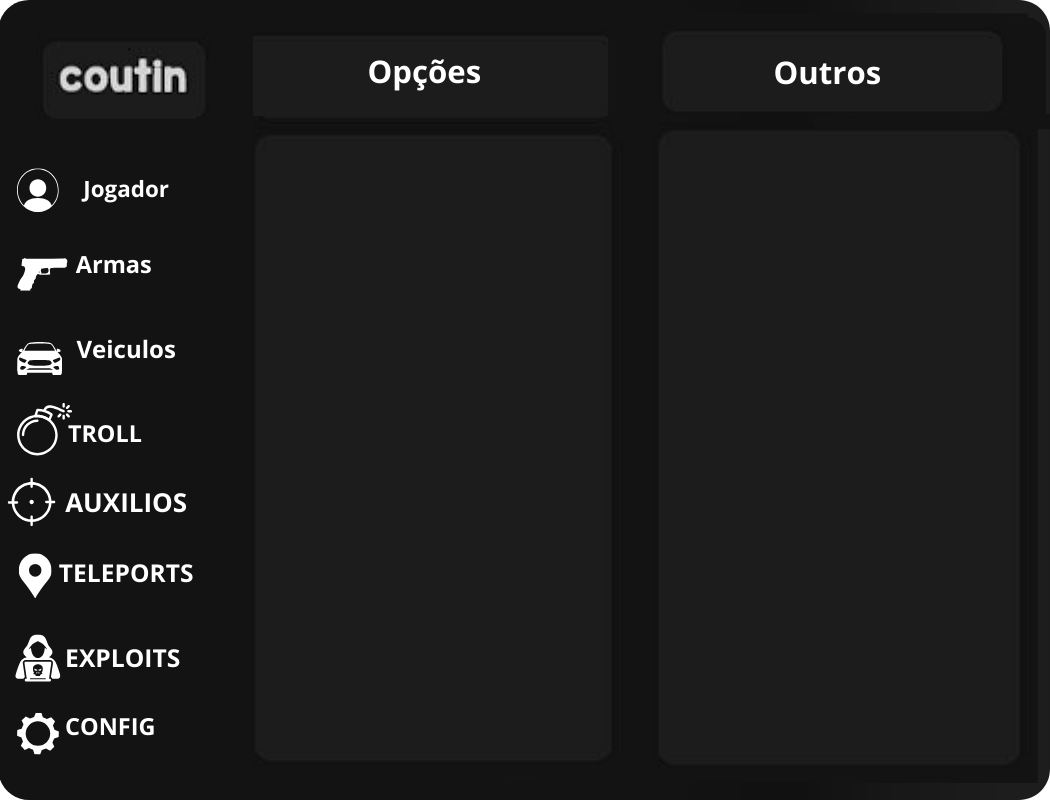 coutin
Opções
Outros
Jogador
Armas
Veiculos
TROLL
AUXILIOS
TELEPORTS
EXPLOITS
CONFIG